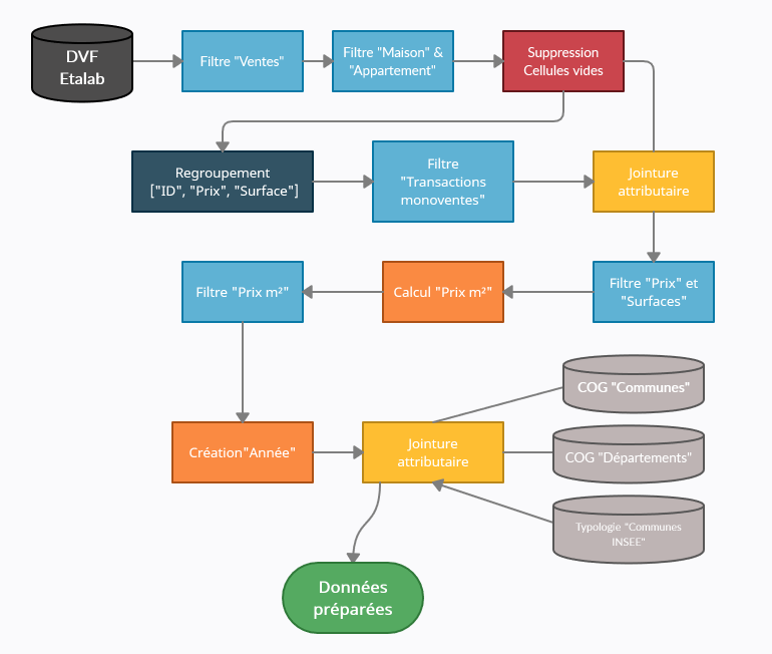 DVF
Etalab
Filtre "Ventes"
Filtre "Maison" &
"Appartement"
Suppression
Cellules vides
Regroupement
["ID", "Prix", "Surface"]
Filtre
"Transactions
monoventes"
Jointure
attributaire
Filtre "Prix m²"
Calcul "Prix m²"
Filtre "Prix" et
"Surfaces"
COG "Communes"
Création"Année"
Jointure
attributaire
COG "Départements"
Typologie "Communes
INSEE"
Données
préparées